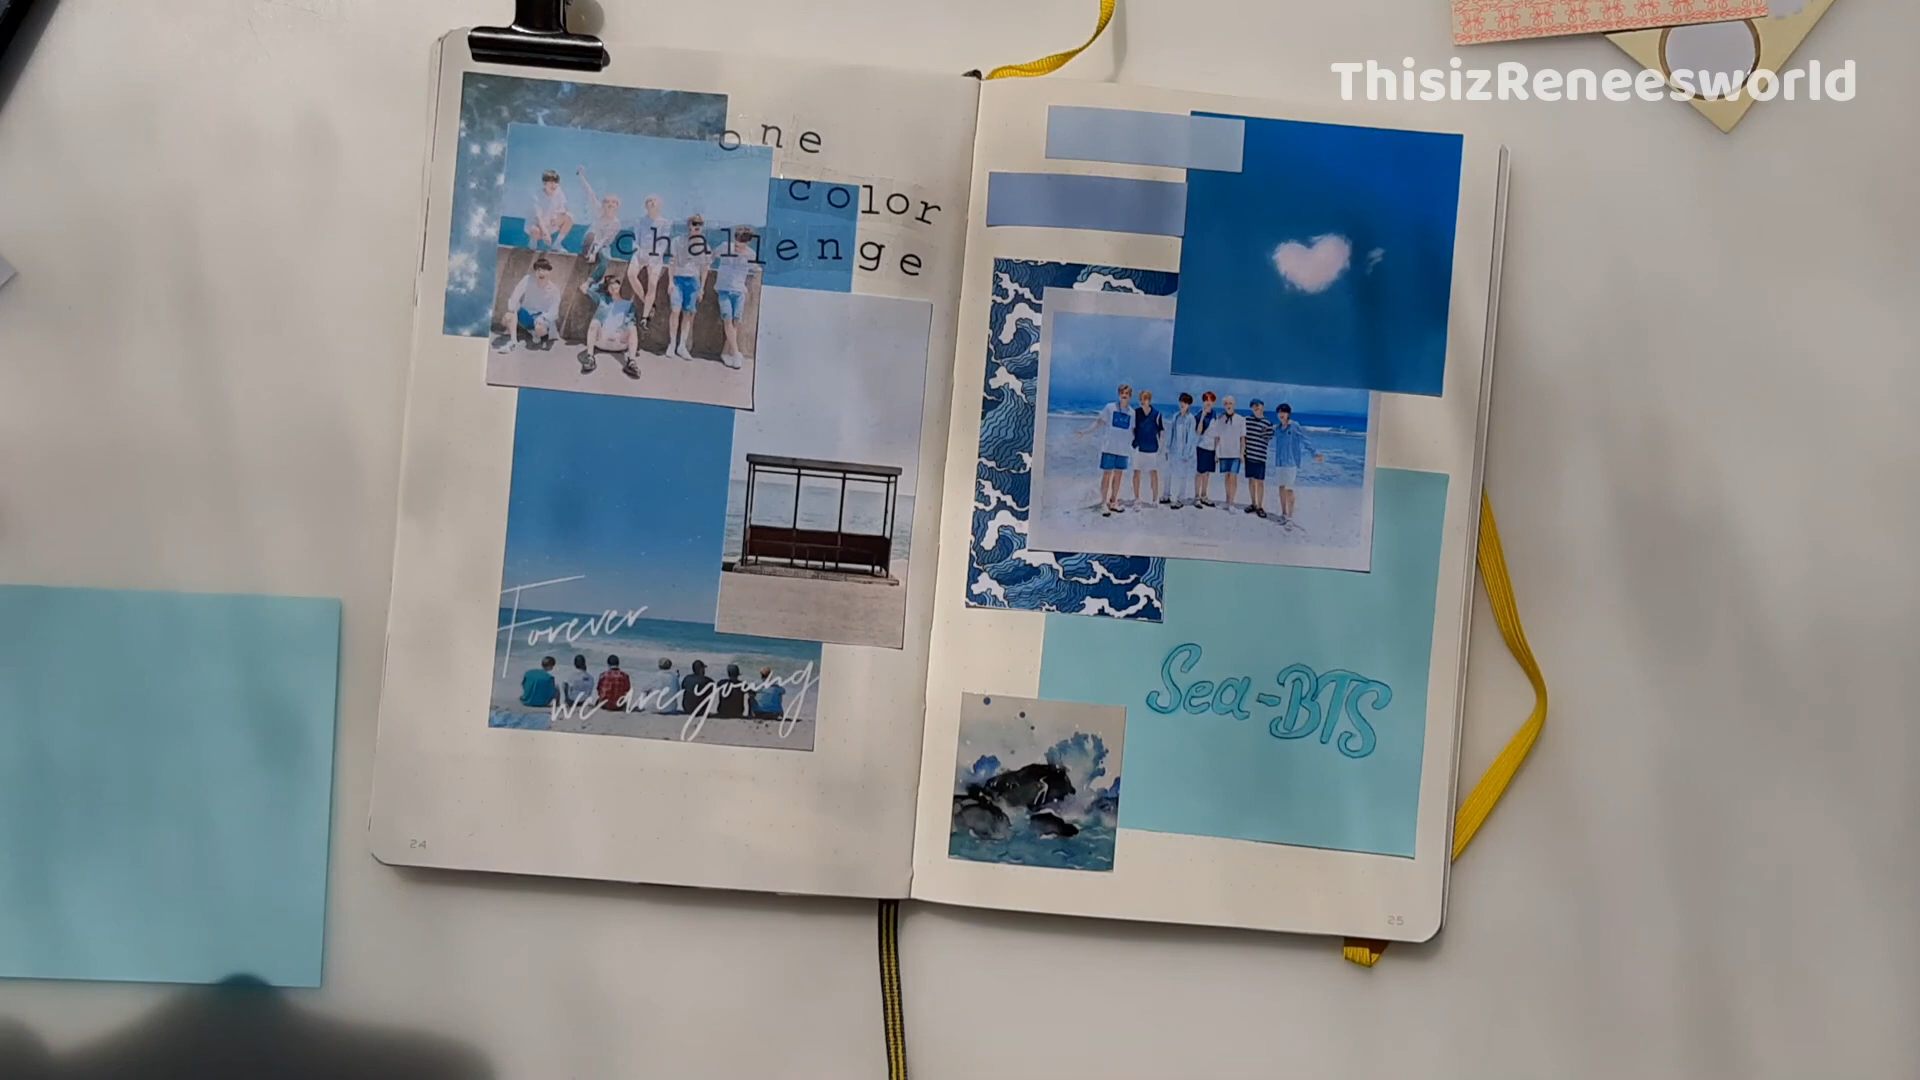 ThisizReneesworld
one
color
challenge
Forever
we are young
Sea-BTS
24
25